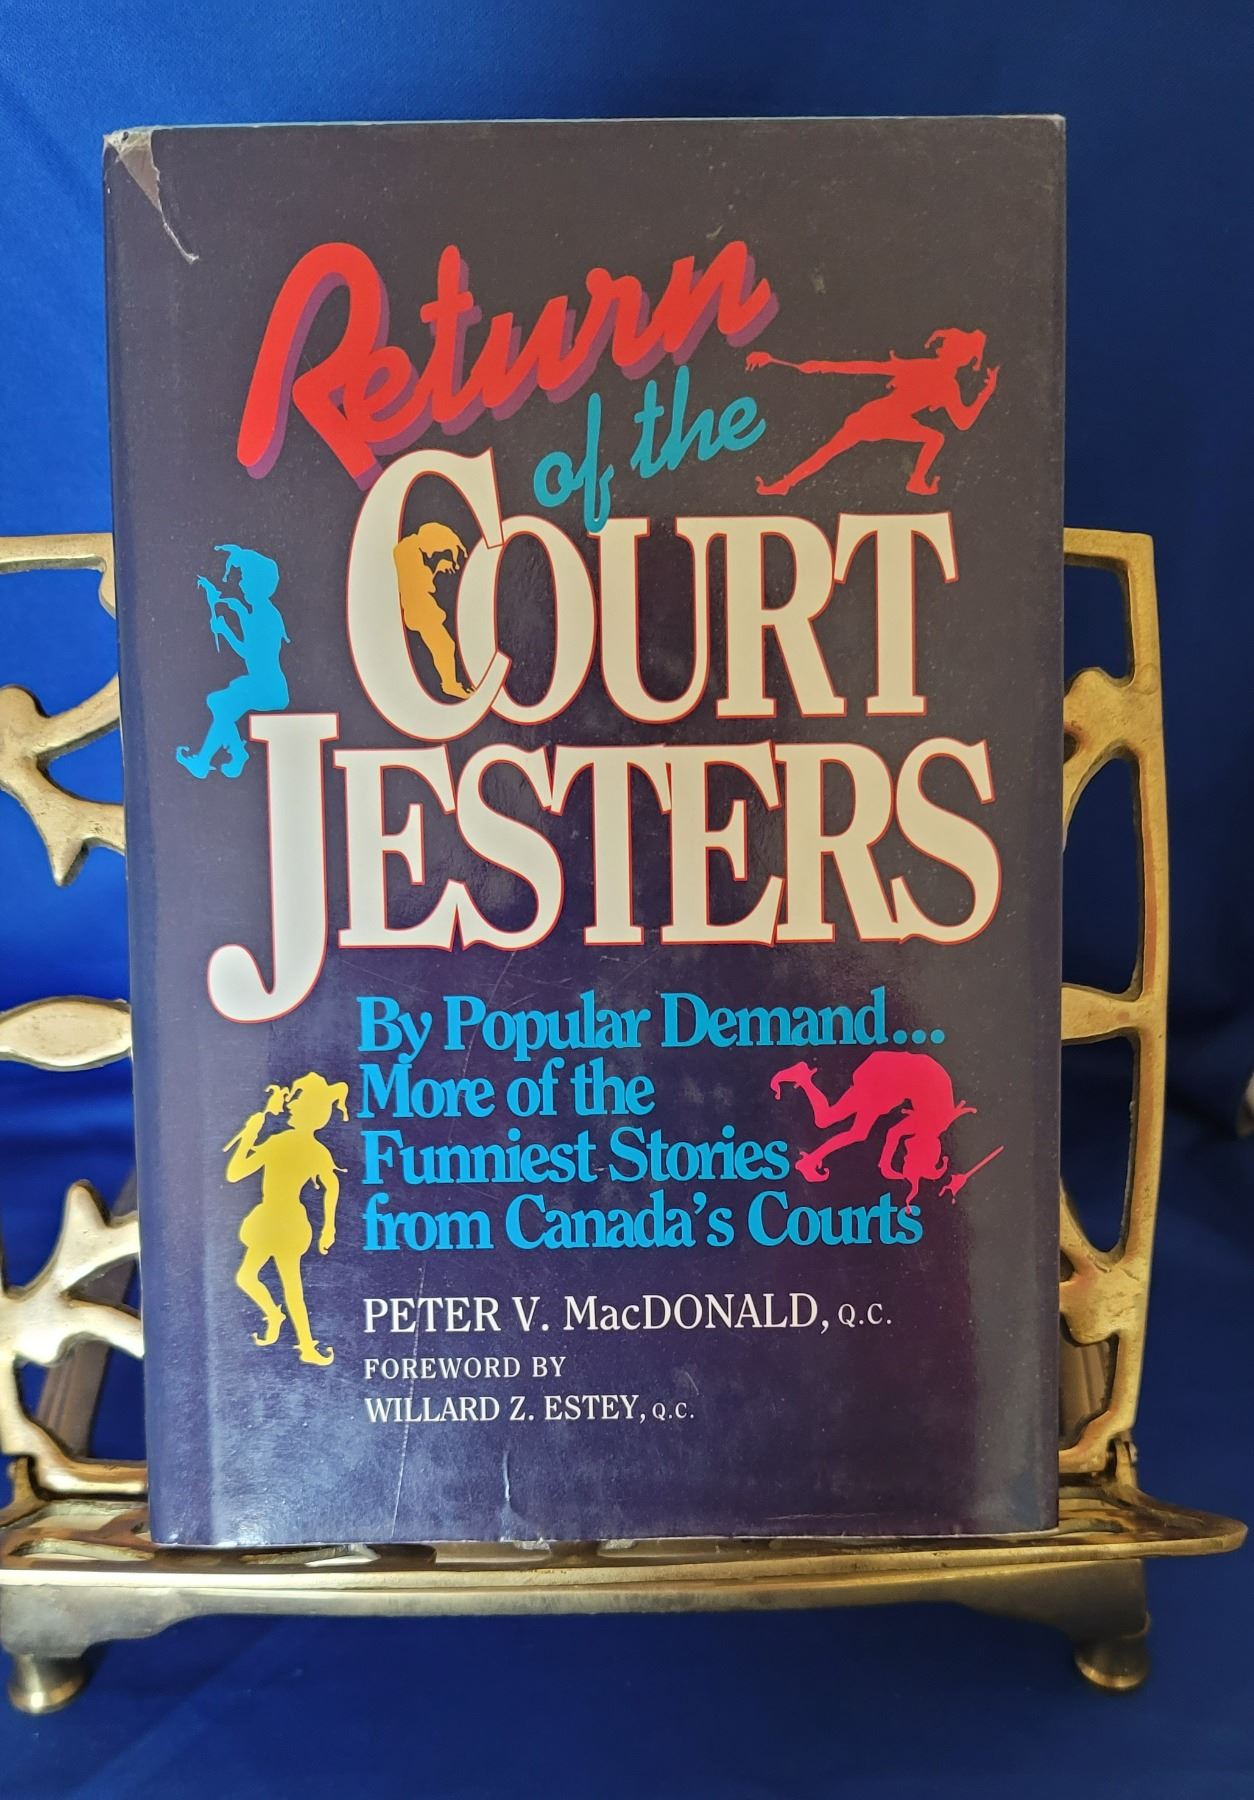 Return
of the
COURT
JESTERS
By Popular Demand...
More of the
Funniest Stories
from Canada's Courts
PETER V. MacDONALD, Q.C.
FOREWORD BY
WILLARD Z. ESTEY, Q.C.